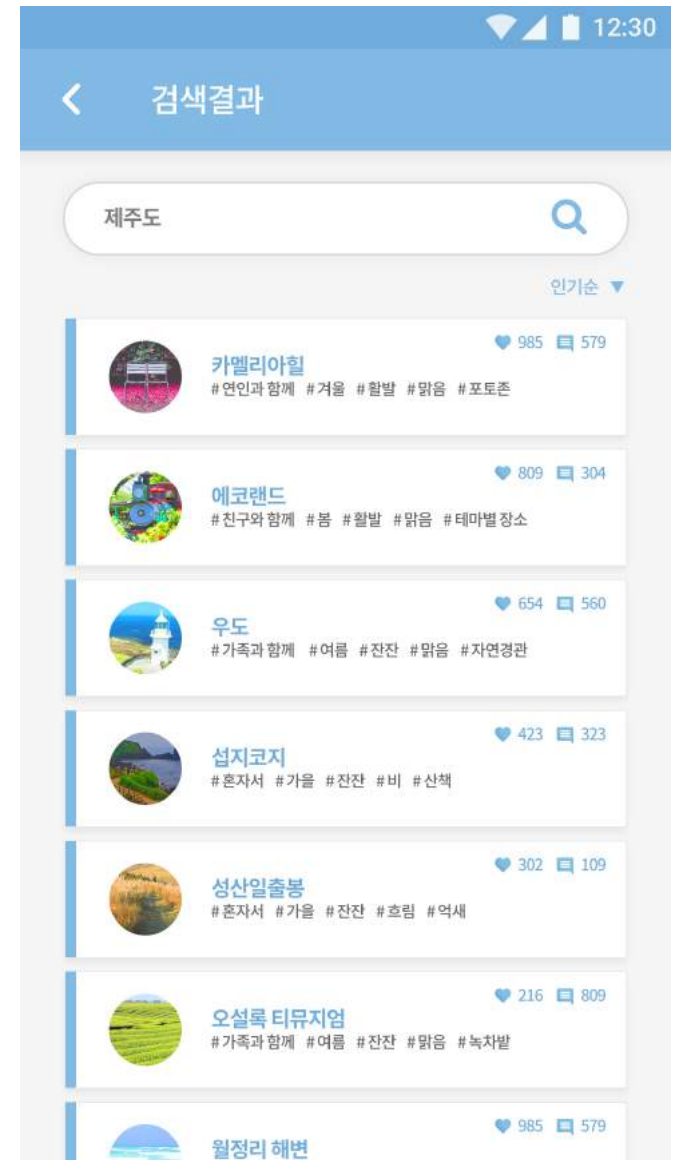 12:30
검색결과
제주도
인기순 ▼
985 579
카멜리아힐
#연인과 함께 #겨울 #활발 #맑음 #포토존
809 304
에코랜드
#친구와 함께 #봄 #활발 #맑음 #테마별 장소
654 560
우도
#가족과 함께 #여름 #잔잔 #맑음 #자연경관
423 323
섭지코지
#혼자서 #가을 #잔잔 #비 #산책
302 109
성산일출봉
#혼자서 #가을 #잔잔 #흐림 #억새
216 809
오설록 티뮤지엄
#가족과 함께 #여름 #잔잔 #맑음 #녹차밭
985 579
월정리 해변